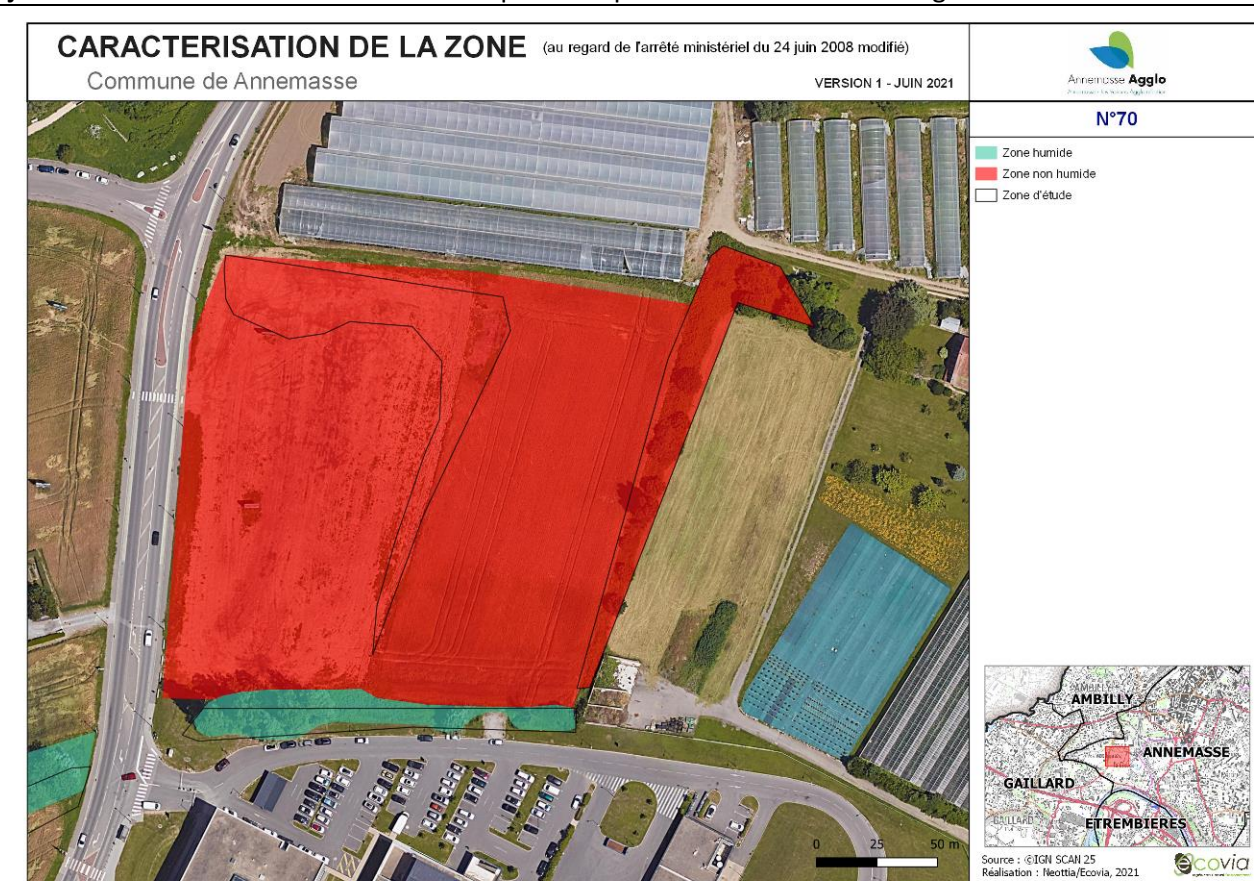 CARACTERISATION DE LA ZONE (au regard de l'arrêté ministériel du 24 juin 2008 modifié)
Commune de Annemasse
VERSION 1 - JUIN 2021
Annemasse Agglo
N°70
Zone humide
Zone non humide
Zone d'étude
AMBILLY
ANNEMASSE
GAILLARD
ETREMBIERES
0 25 50 m
Source : ©IGN SCAN 25
Réalisation : Neottia/Ecovia, 2021
ecovia